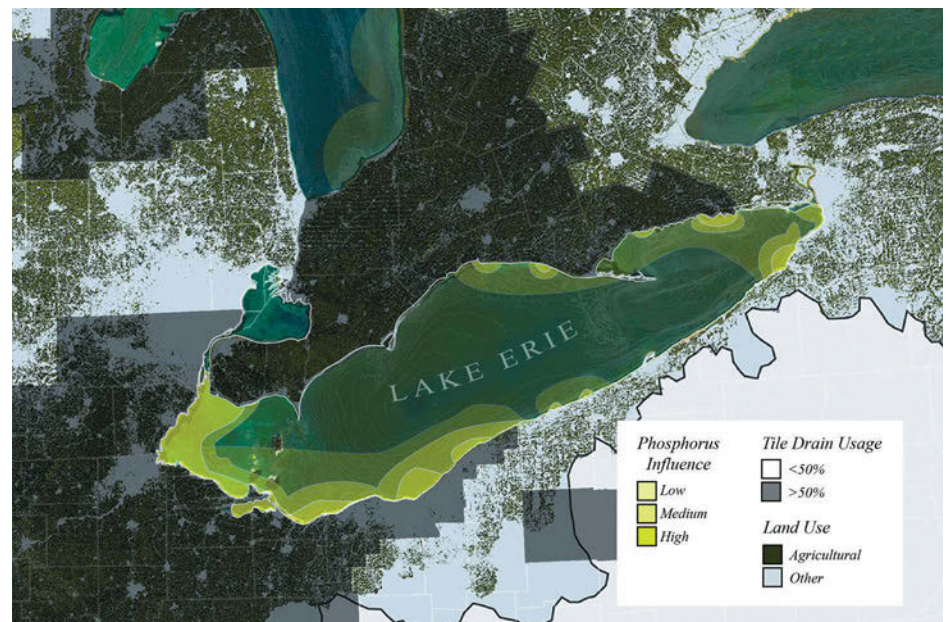 LAKE ERIE
Phosphorus
Influence
Low
Medium
High
Tile Drain Usage
<50%
>50%
Land Use
Agricultural
Other